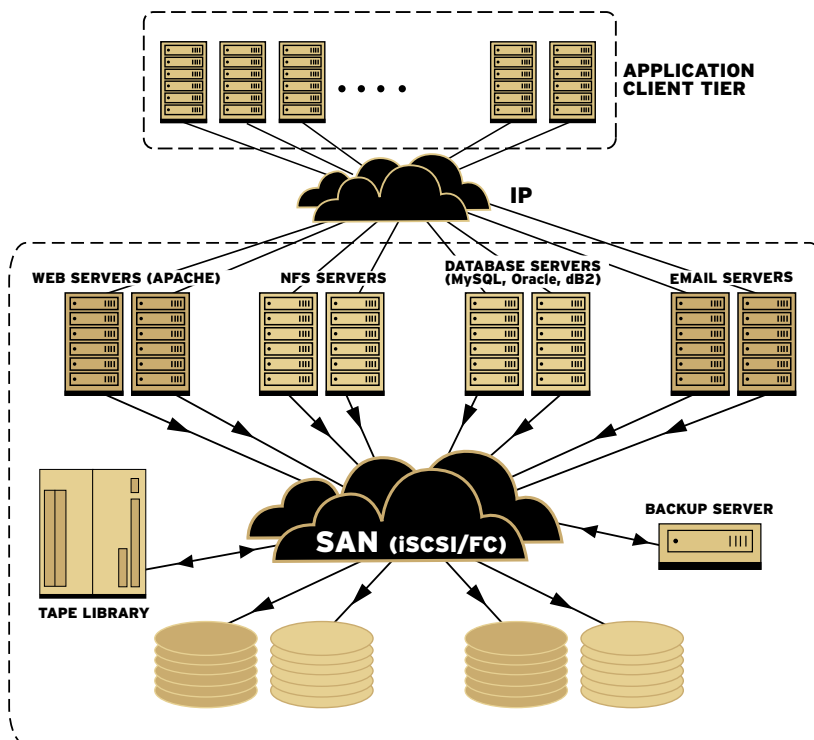 APPLICATION
CLIENT TIER
IP
WEB SERVERS (APACHE)
NFS SERVERS
DATABASE SERVERS
(MySQL, Oracle, dB2)
EMAIL SERVERS
SAN (iSCSI/FC)
BACKUP SERVER
TAPE LIBRARY